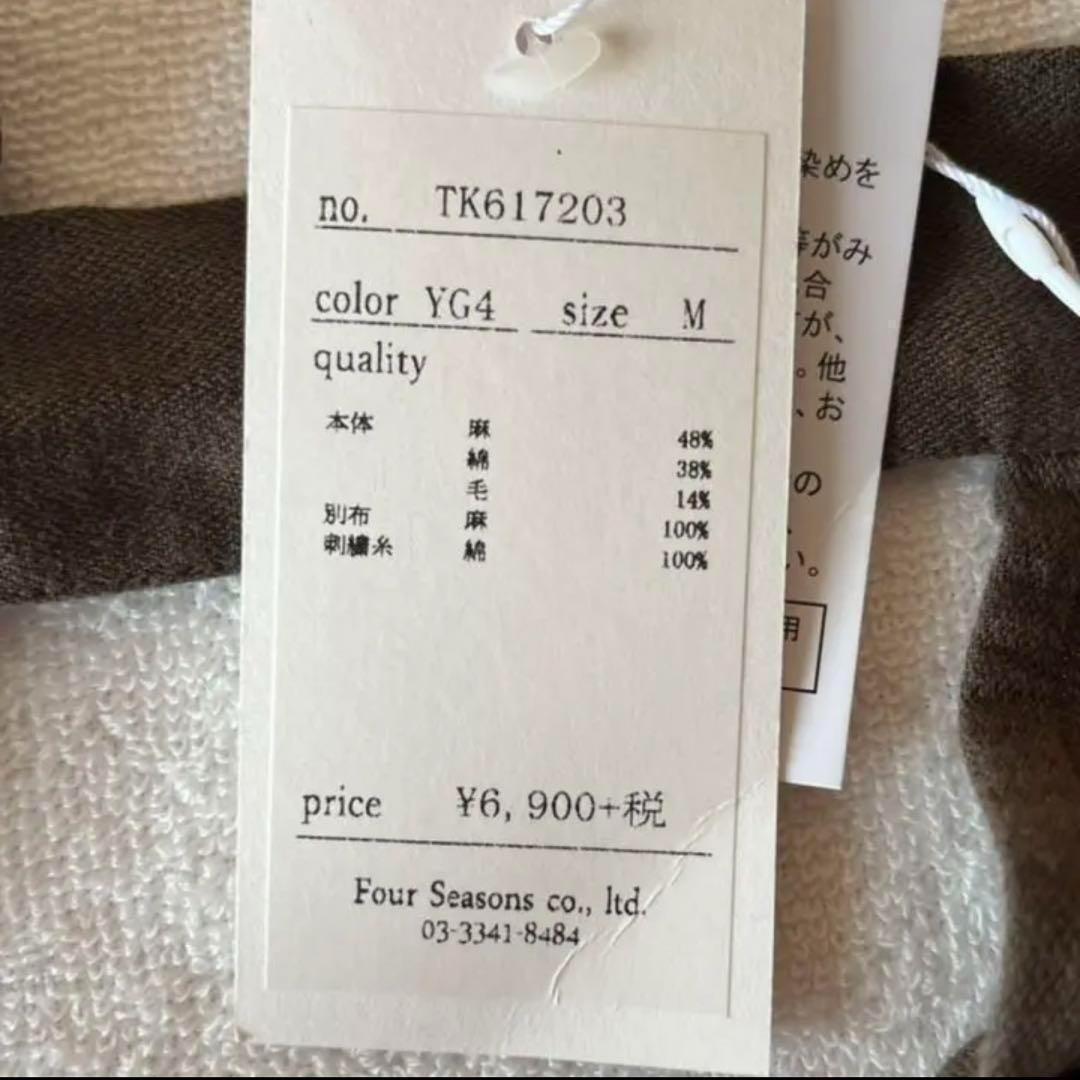 no. TK617203
color YG4 size M
quality
本体 麻 48%
綿 38%
毛 14%
別布 麻 100%
刺繍糸 綿 100%
price ¥6,900+税
Four Seasons co., ltd.
03-3341-8484
染めを
等がみ
合
が、
。他
、お
の
い。
用